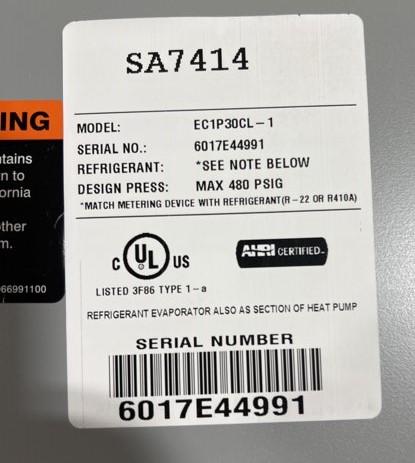 SA7414
ING
MODEL: EC1P30CL-1
SERIAL NO.: 6017E44991
REFRIGERANT: *SEE NOTE BELOW
DESIGN PRESS: MAX 480 PSIG
*MATCH METERING DEVICE WITH REFRIGERANT(R-22 OR R410A)
tains
n to
ornia
ther
m.
66991100
C UL US
LISTED 3F86 TYPE 1-a
AHRI CERTIFIED
REFRIGERANT EVAPORATOR ALSO AS SECTION OF HEAT PUMP
SERIAL NUMBER
6017E44991